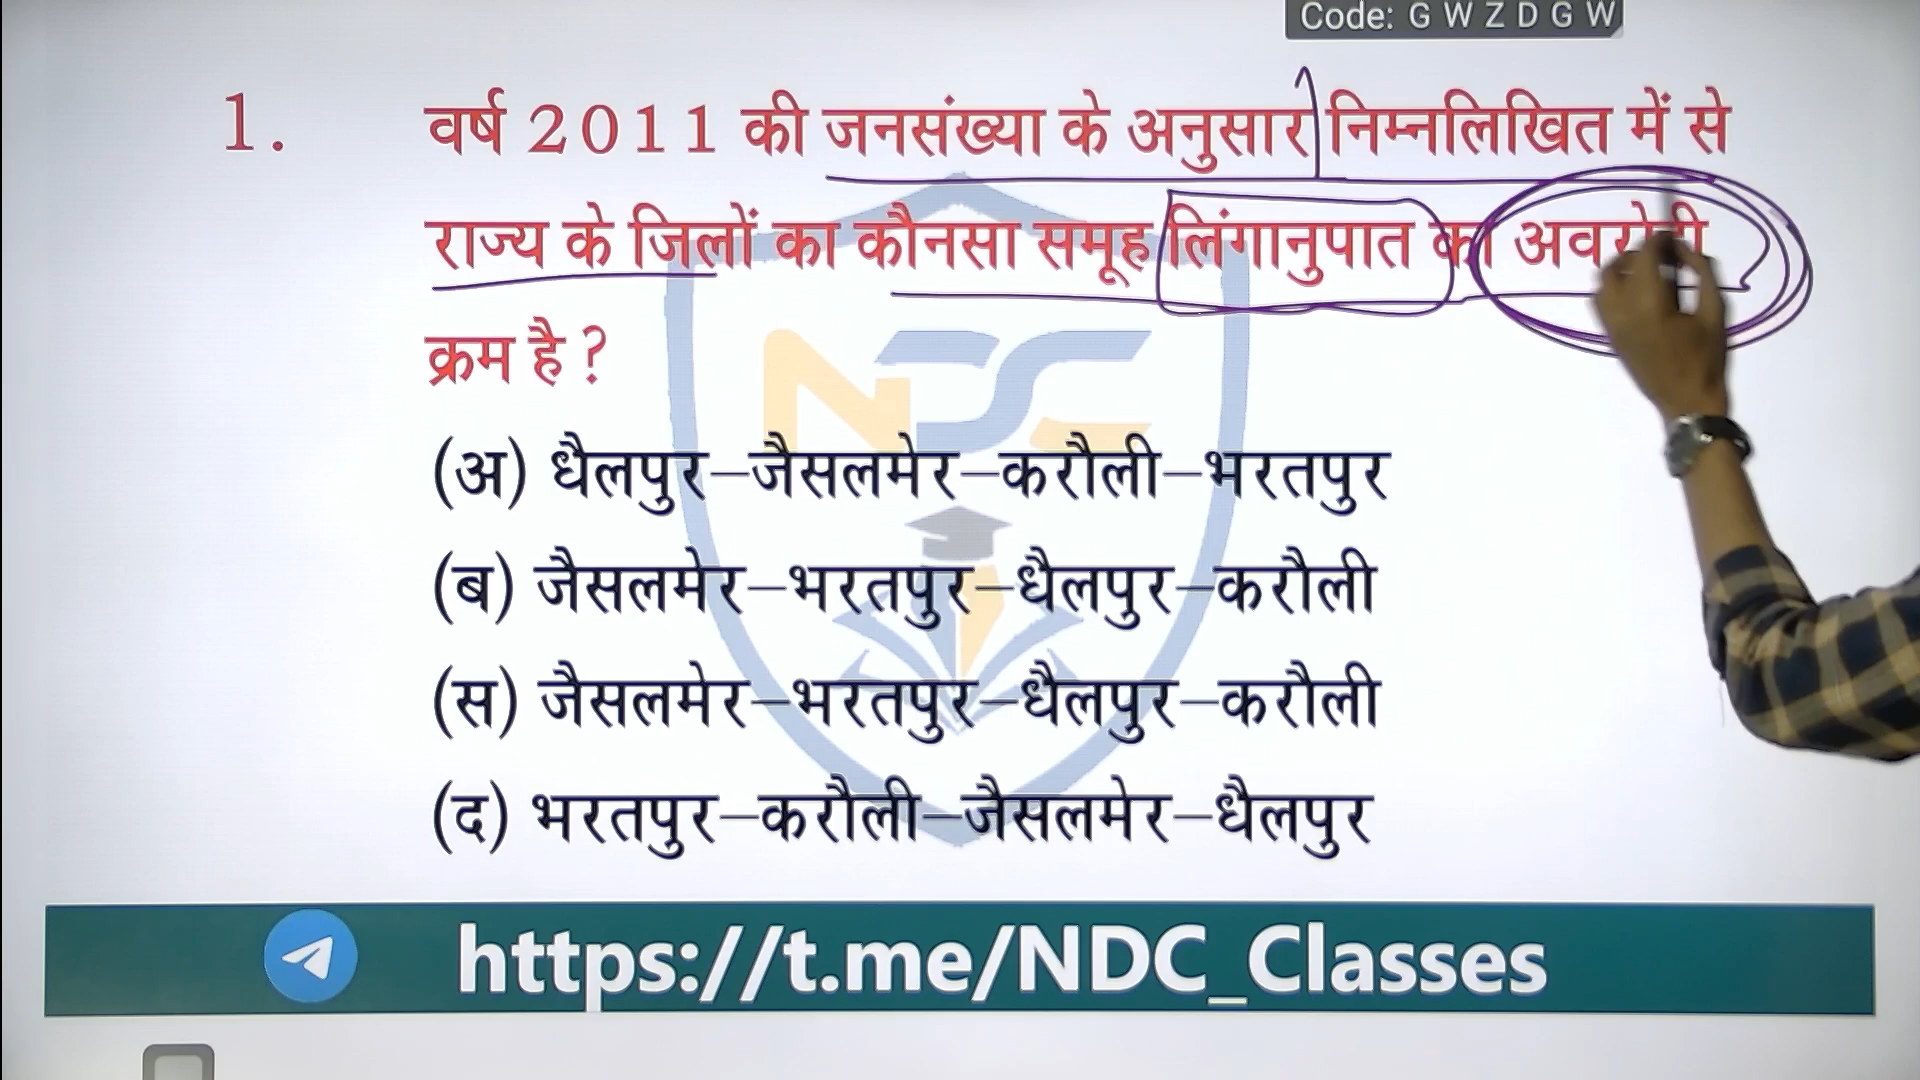 Code: G W Z D G W
1. वर्ष 2011 की जनसंख्या के अनुसार निम्नलिखित में से
राज्य के जिलों का कौनसा समूह लिंगानुपात का
क्रम है ?
(अ) धैलपुर–जैसलमेर–करौली–भरतपुर
(ब) जैसलमेर–भरतपुर–धैलपुर–करौली
(स) जैसलमेर–भरतपुर–धैलपुर–करौली
(द) भरतपुर–करौली–जैसलमेर–धैलपुर
NDC
https://t.me/NDC_Classes